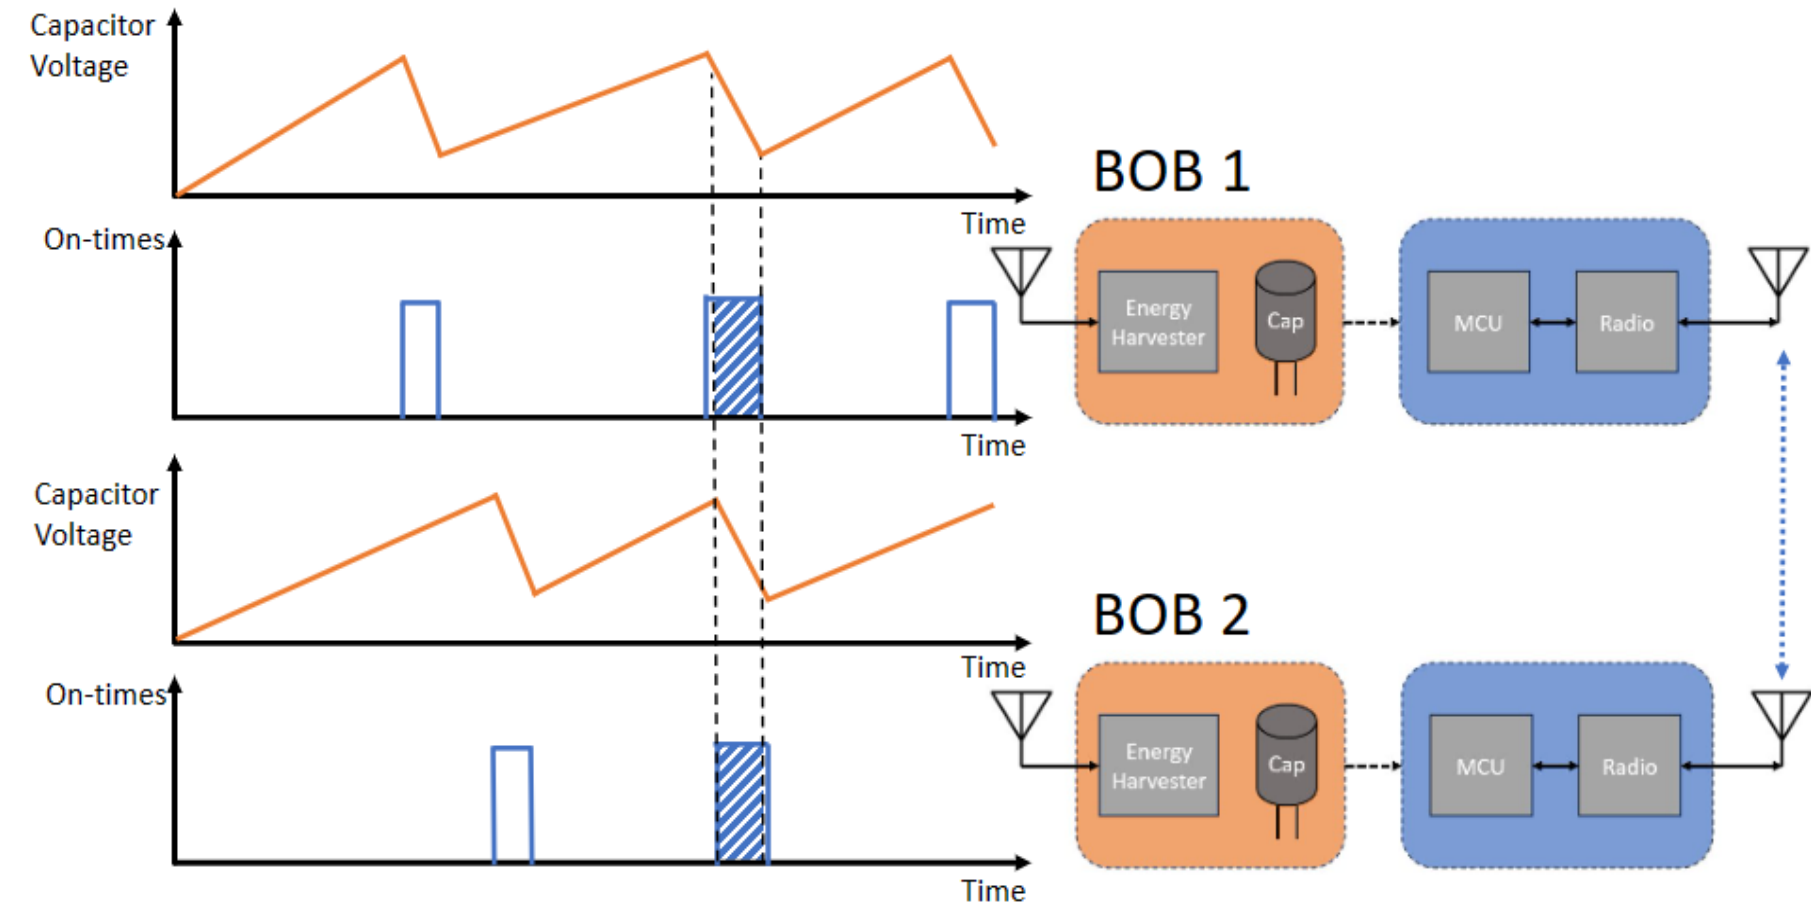 Capacitor
Voltage
Time
On-times
Time
Capacitor
Voltage
Time
On-times
Time
BOB 1
Energy
Harvester
Cap
MCU
Radio
BOB 2
Energy
Harvester
Cap
MCU
Radio